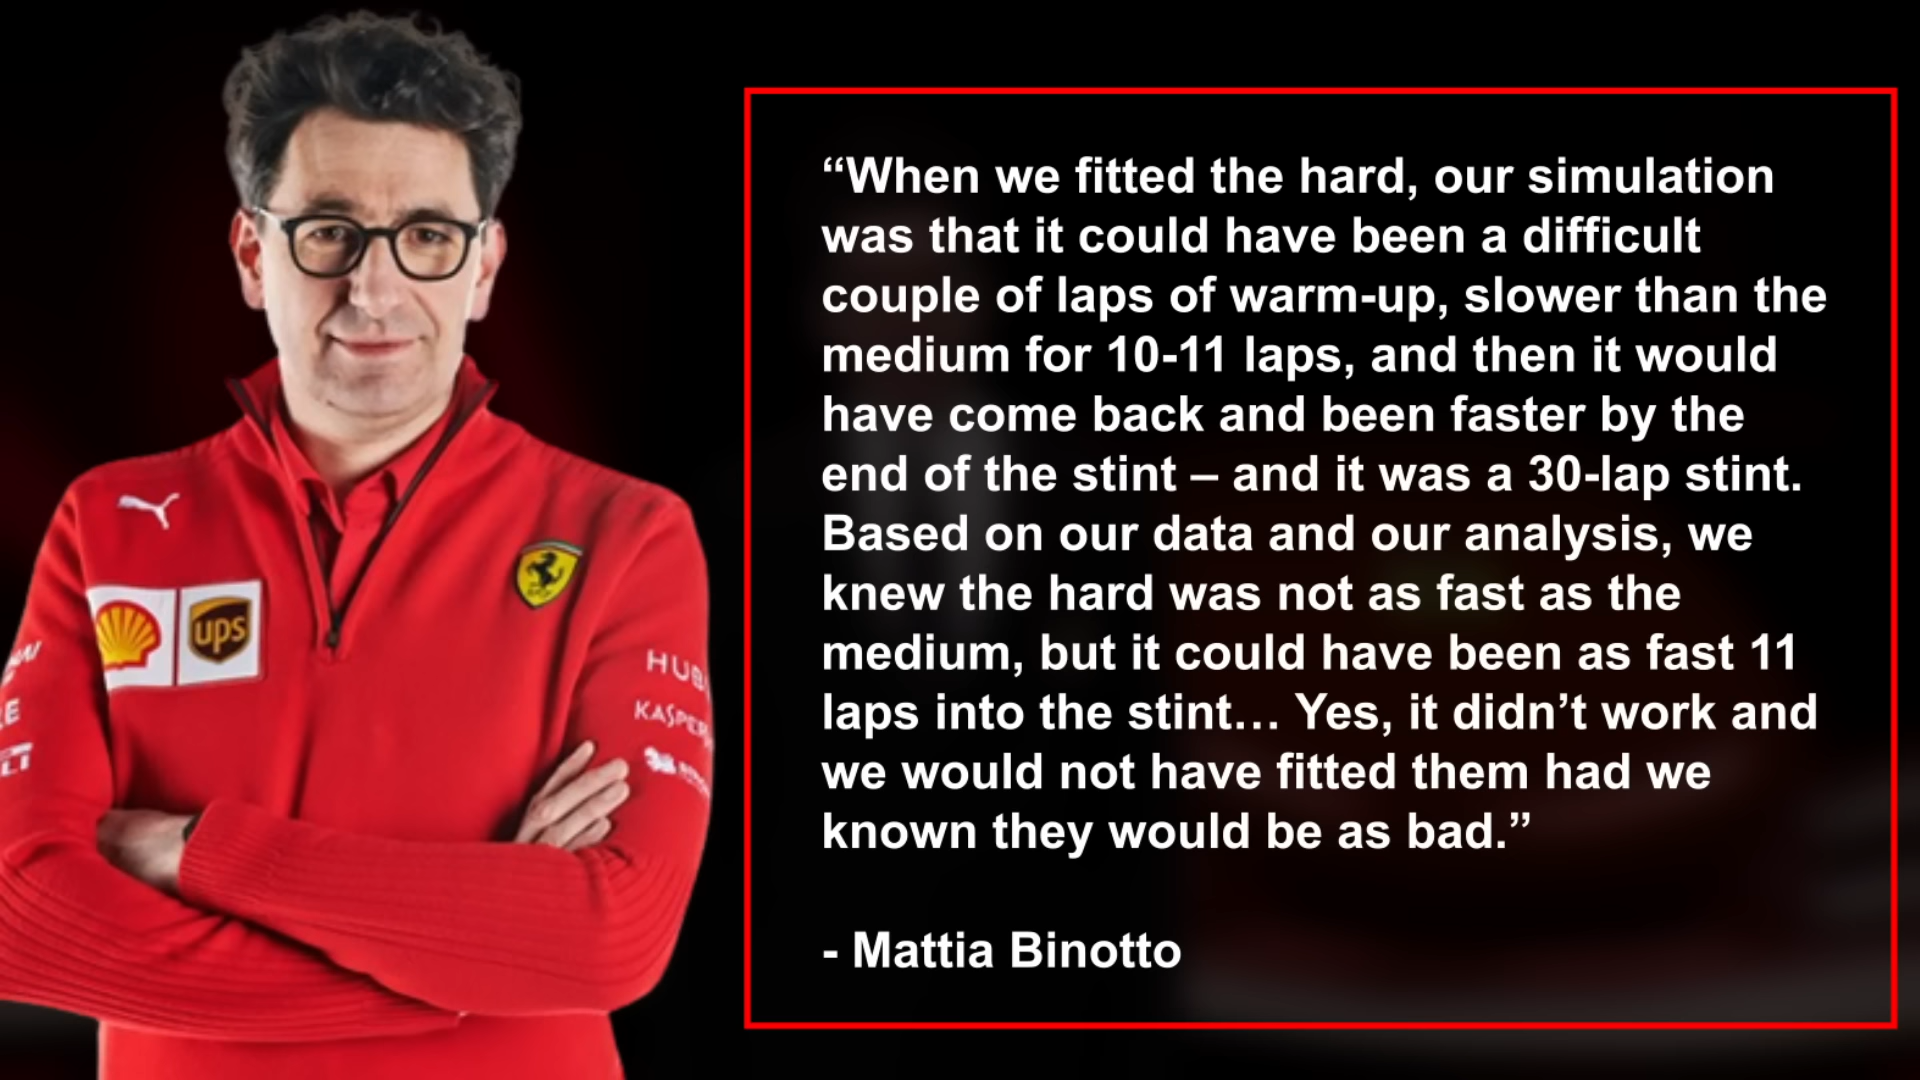 “When we fitted the hard, our simulation
was that it could have been a difficult
couple of laps of warm-up, slower than the
medium for 10-11 laps, and then it would
have come back and been faster by the
end of the stint – and it was a 30-lap stint.
Based on our data and our analysis, we
knew the hard was not as fast as the
medium, but it could have been as fast 11
laps into the stint… Yes, it didn’t work and
we would not have fitted them had we
known they would be as bad.”
- Mattia Binotto
ups
HUB
KASPER